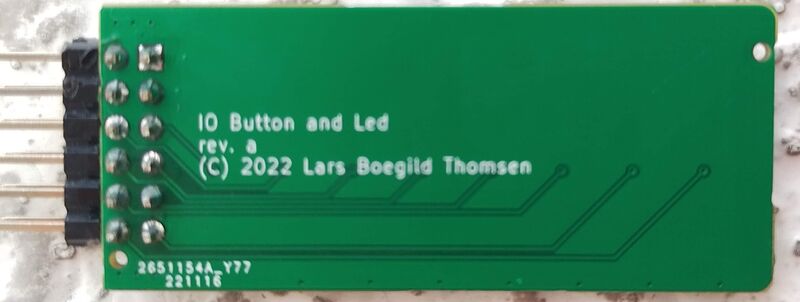 IO Button and Led
rev. a
(C) 2022 Lars Boegild Thomsen
2651154A_Y77
221116